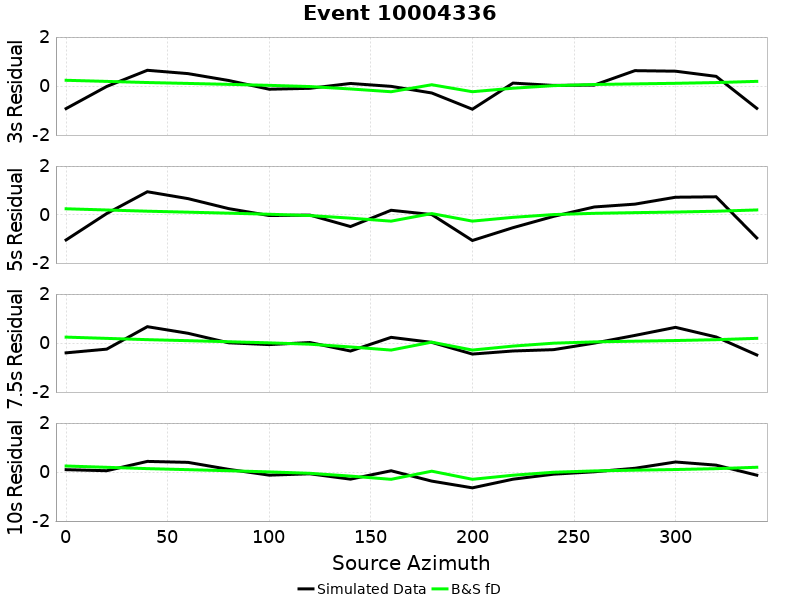 Event 10004336
3s Residual
2
0
-2
5s Residual
2
0
-2
7.5s Residual
2
0
-2
10s Residual
2
0
-2
0 50 100 150 200 250 300
Source Azimuth
Simulated Data B&S fD